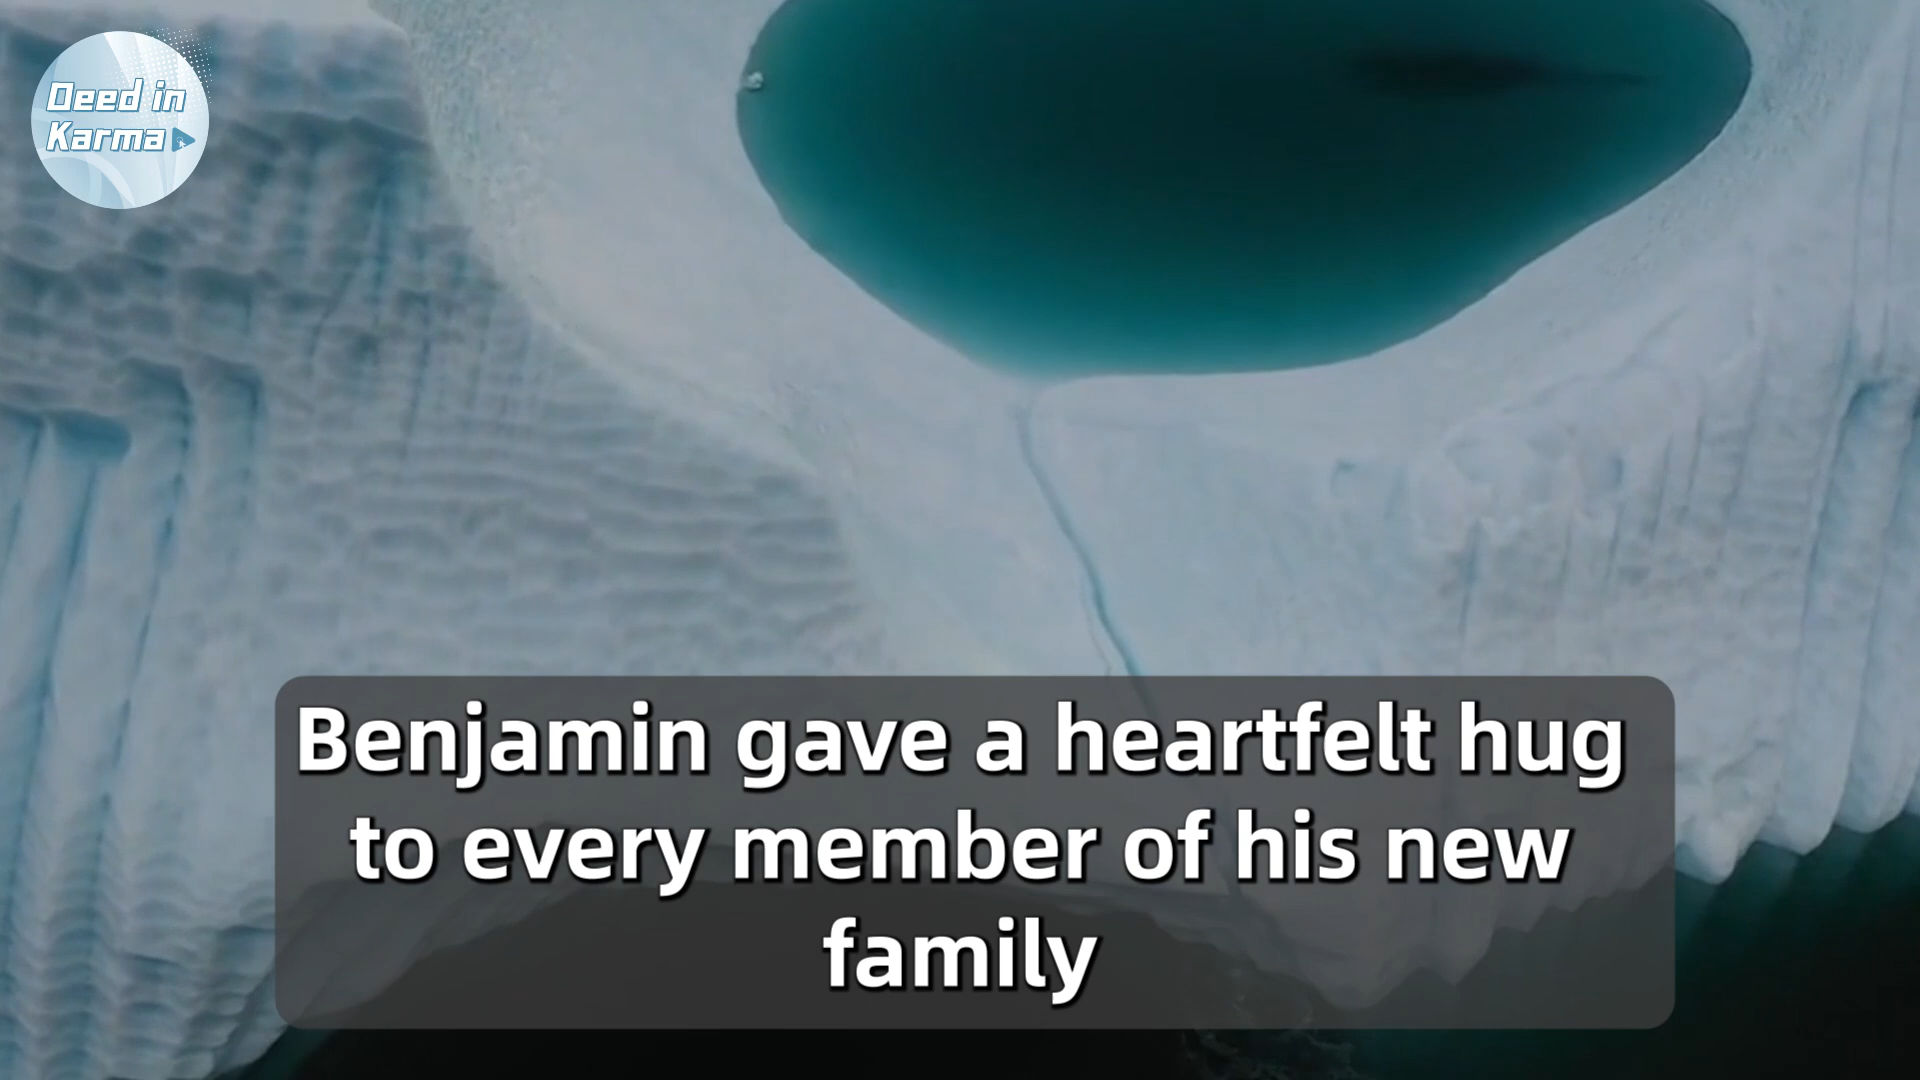 Deed in
Karma
Benjamin gave a heartfelt hug
to every member of his new
family